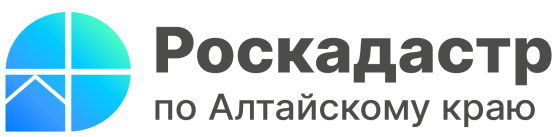 Роскадастр
по Алтайскому краю